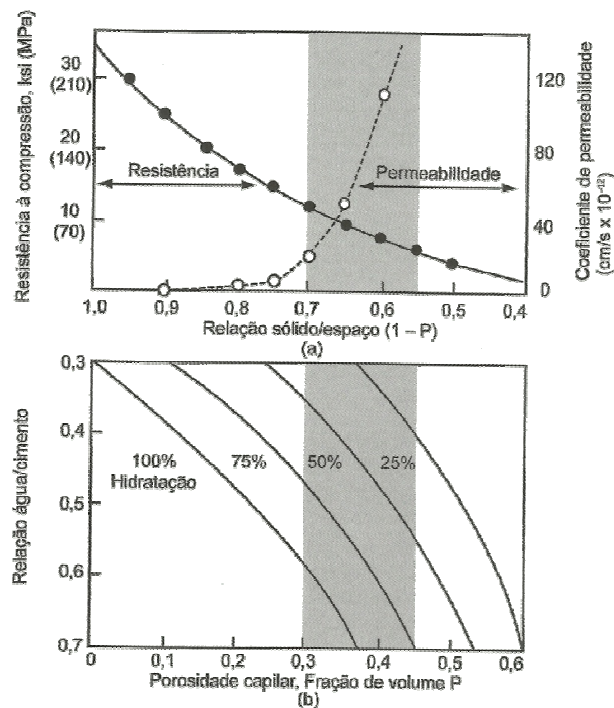 Resistência à compressão, ksi (MPa)
30
(210)
20
(140)
10
(70)
Resistência
Permeabilidade
120
80
40
0
Coeficiente de permeabilidade
(cm/s x 10⁻¹²)
1,0 0,9 0,8 0,7 0,6 0,5 0,4
Relação sólido/espaço (1 – P)
(a)
Relação água/cimento
0,3
0,4
0,5
0,6
0,7
100% 75% 50% 25%
Hidratação
0 0,1 0,2 0,3 0,4 0,5 0,6
Porosidade capilar, Fração de volume P
(b)